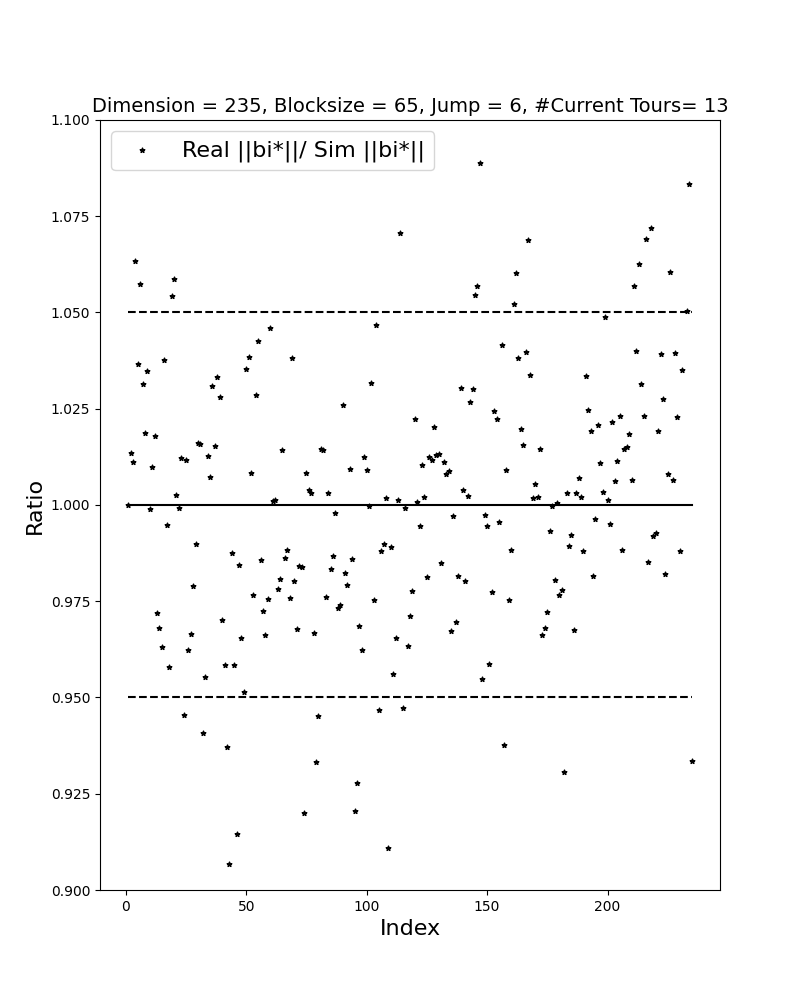 Dimension = 235, Blocksize = 65, Jump = 6, #Current Tours= 13
1.100
Real ||bi*||/ Sim ||bi*||
1.075
1.050
1.025
1.000
Ratio
0.975
0.950
0.925
0.900
0 50 100 150 200
Index